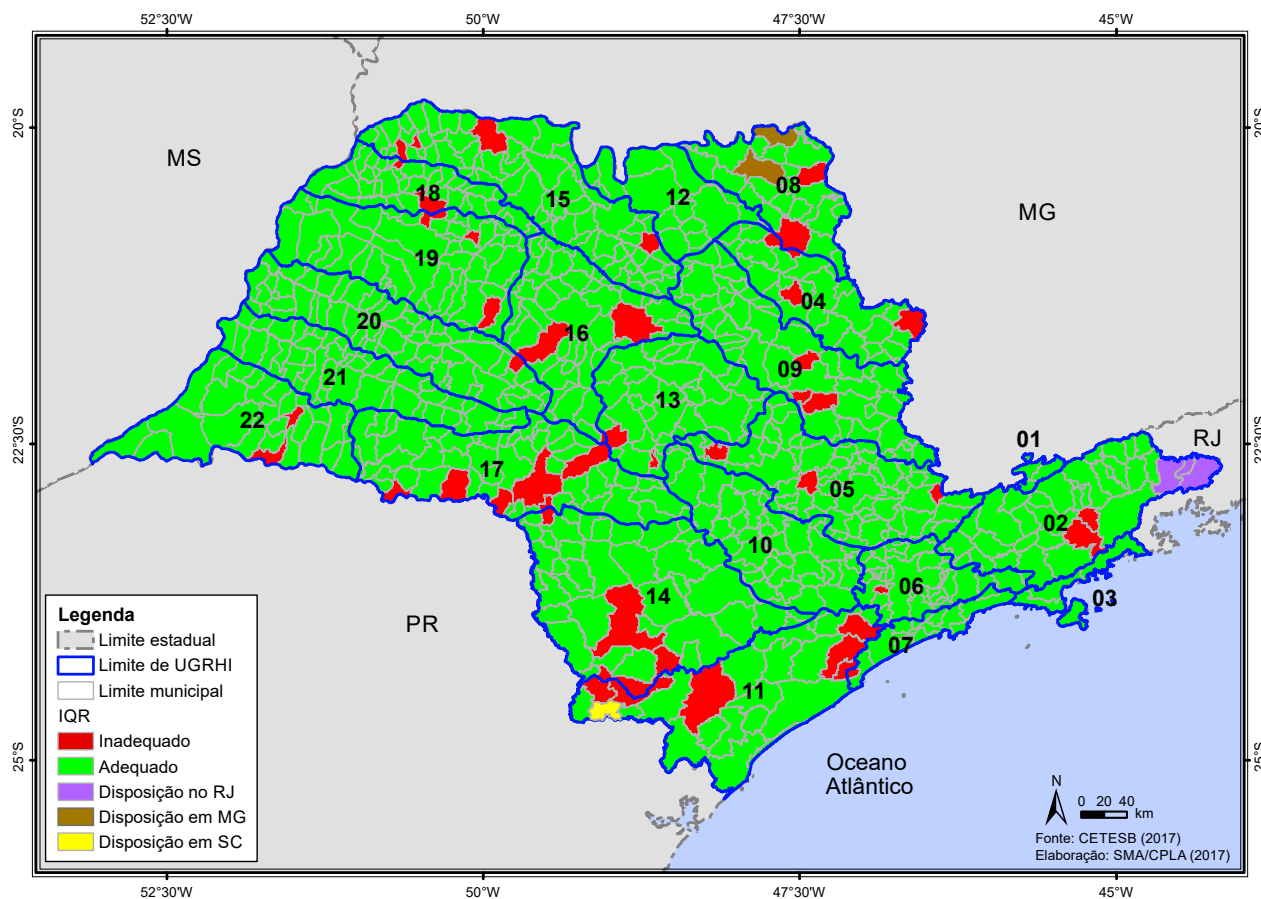 52°30'W 50°W 47°30'W 45°W
20°S 20°S
MS
MG
08
18
15
12
19
04
20
16
09
21
13
22
22°30'S 22°30'S
01
RJ
17
05
02
10
06
03
14
07
PR
11
25°S 25°S
Oceano
Atlântico
Legenda
Limite estadual
Limite de UGRHI
Limite municipal
IQR
Inadequado
Adequado
Disposição no RJ
Disposição em MG
Disposição em SC
N
0 20 40
km
Fonte: CETESB (2017)
Elaboração: SMA/CPLA (2017)
52°30'W 50°W 47°30'W 45°W